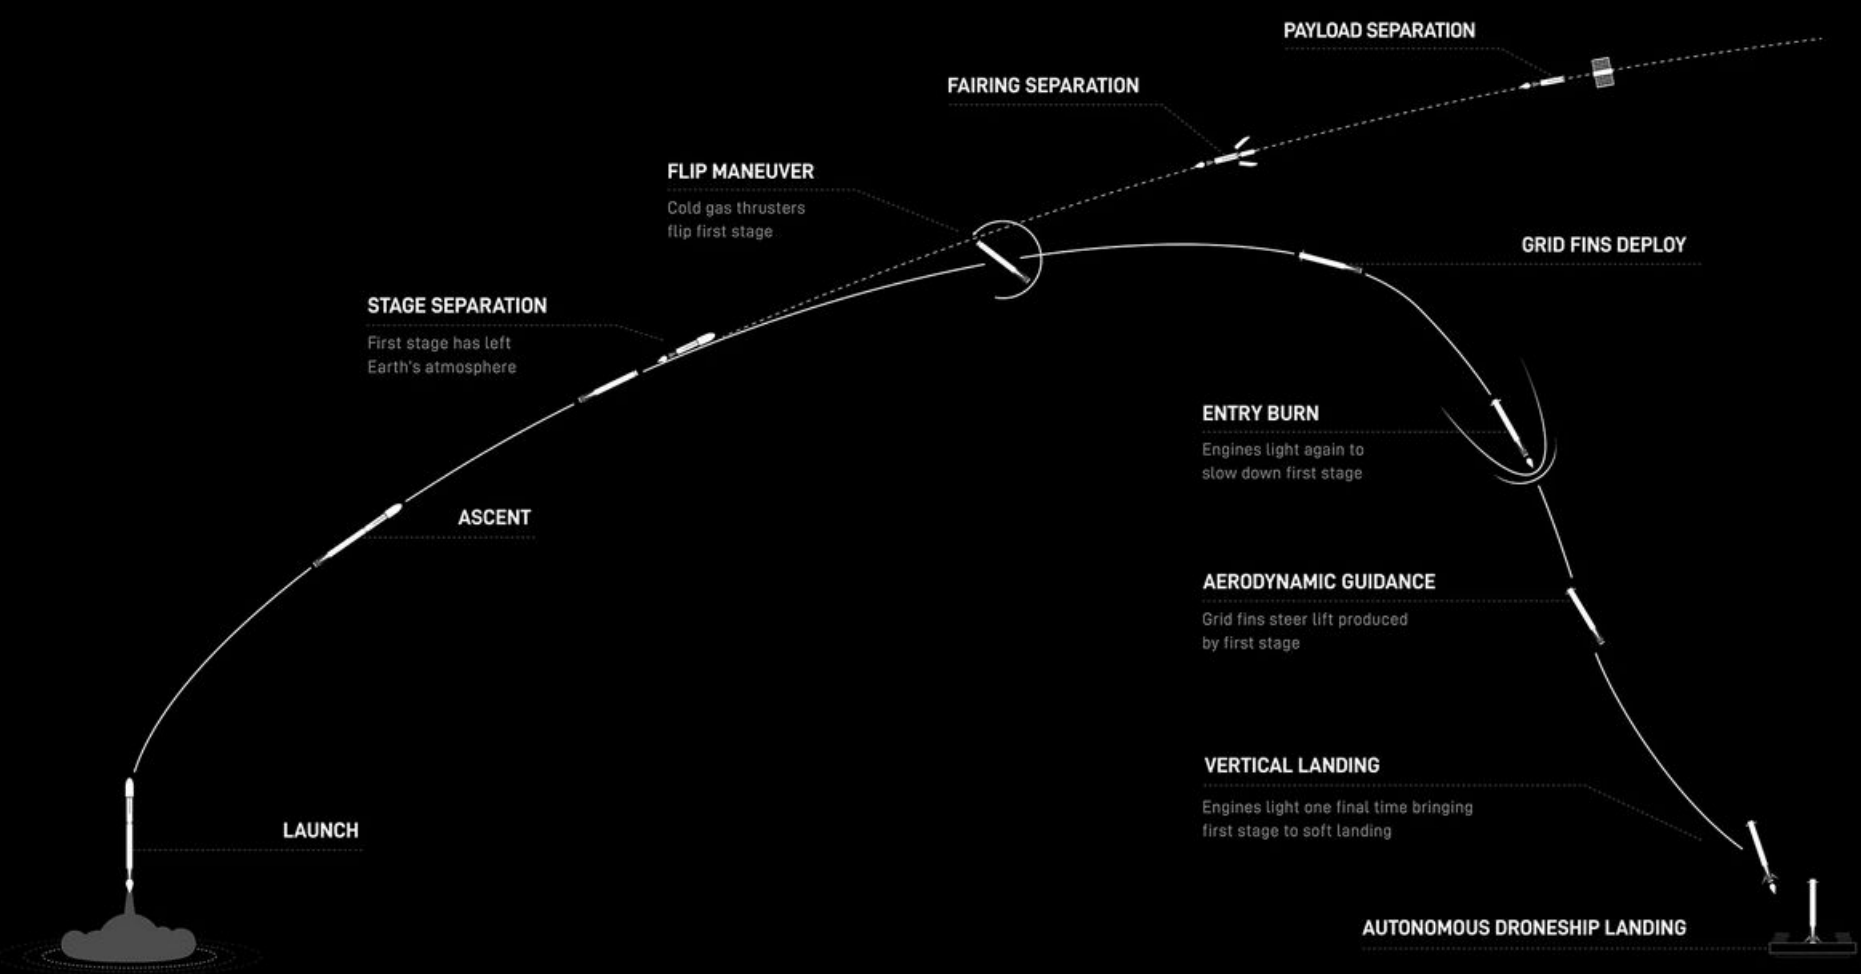 PAYLOAD SEPARATION
FAIRING SEPARATION
FLIP MANEUVER
Cold gas thrusters
flip first stage
GRID FINS DEPLOY
STAGE SEPARATION
First stage has left
Earth's atmosphere
ENTRY BURN
Engines light again to
slow down first stage
ASCENT
AERODYNAMIC GUIDANCE
Grid fins steer lift produced
by first stage
VERTICAL LANDING
Engines light one final time bringing
first stage to soft landing
LAUNCH
AUTONOMOUS DRONESHIP LANDING